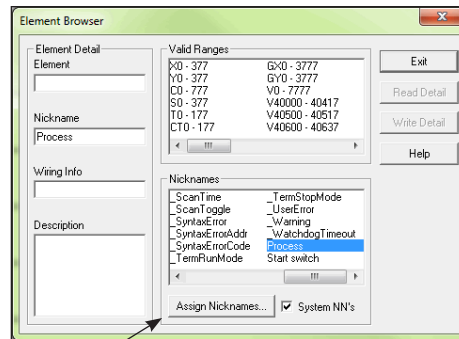 Element Browser
Element Detail
Element
Nickname
Process
Wiring Info
Description
Valid Ranges
X0 - 377 GX0 - 3777
Y0 - 377 GY0 - 3777
C0 - 777 V0 - 7777
S0 - 377 V40000 - 40417
T0 - 177 V40500 - 40517
CT0 - 177 V40600 - 40637
Nicknames
_ScanTime _TermStopMode
_ScanToggle _UserError
_SyntaxError _Warning
_SyntaxErrorAddr _WatchdogTimeout
_SyntaxErrorCode Process
_TermRunMode Start switch
Assign Nicknames... System NN's
Exit
Read Detail
Write Detail
Help